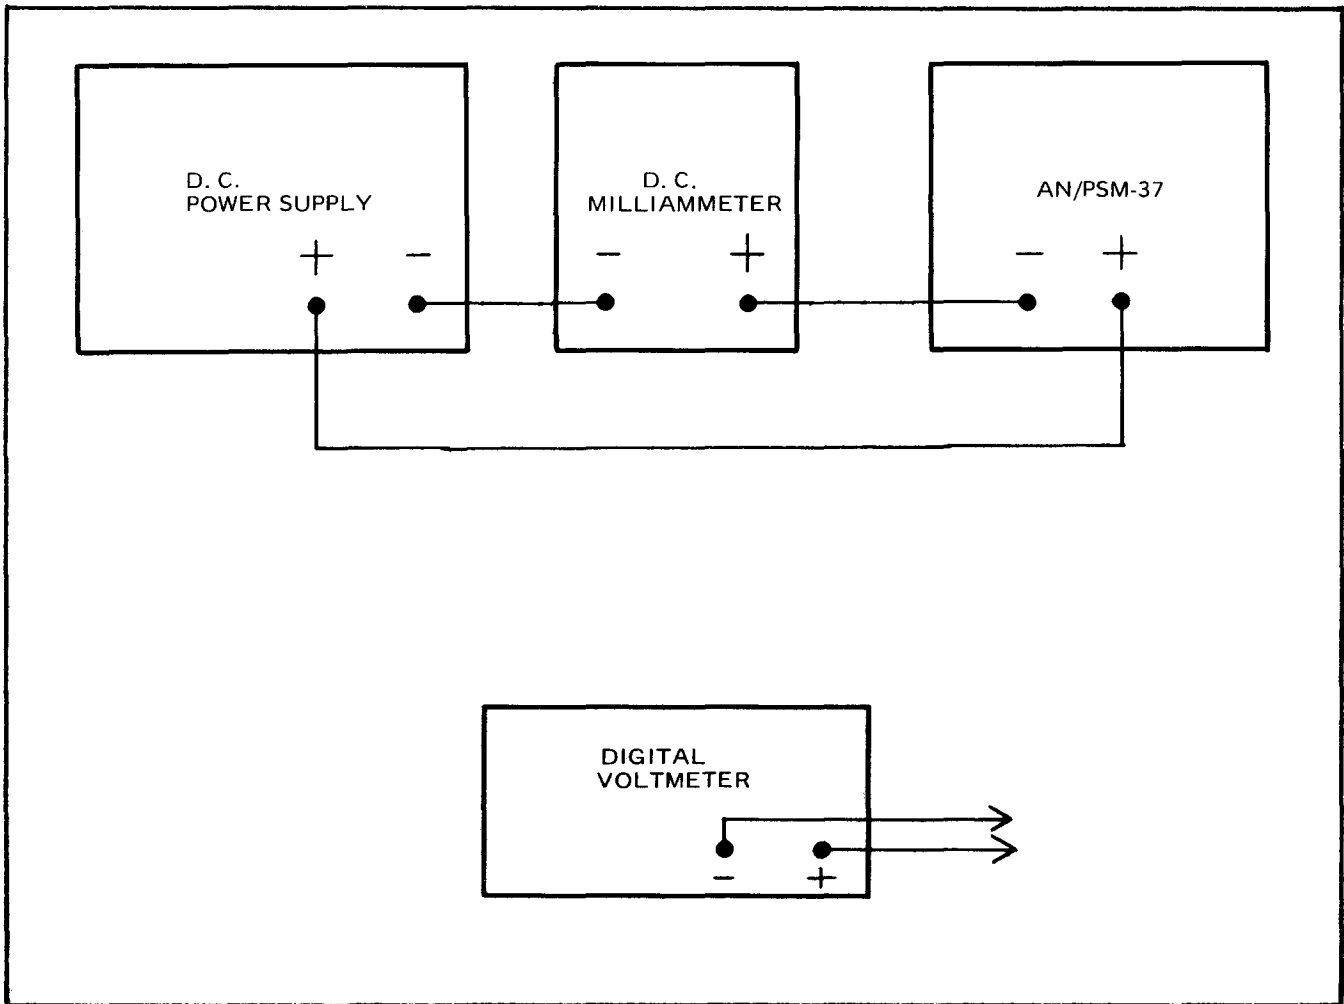 D. C.
POWER SUPPLY
+ -
D. C.
MILLIAMMETER
- +
AN/PSM-37
- +
DIGITAL
VOLTMETER
- +